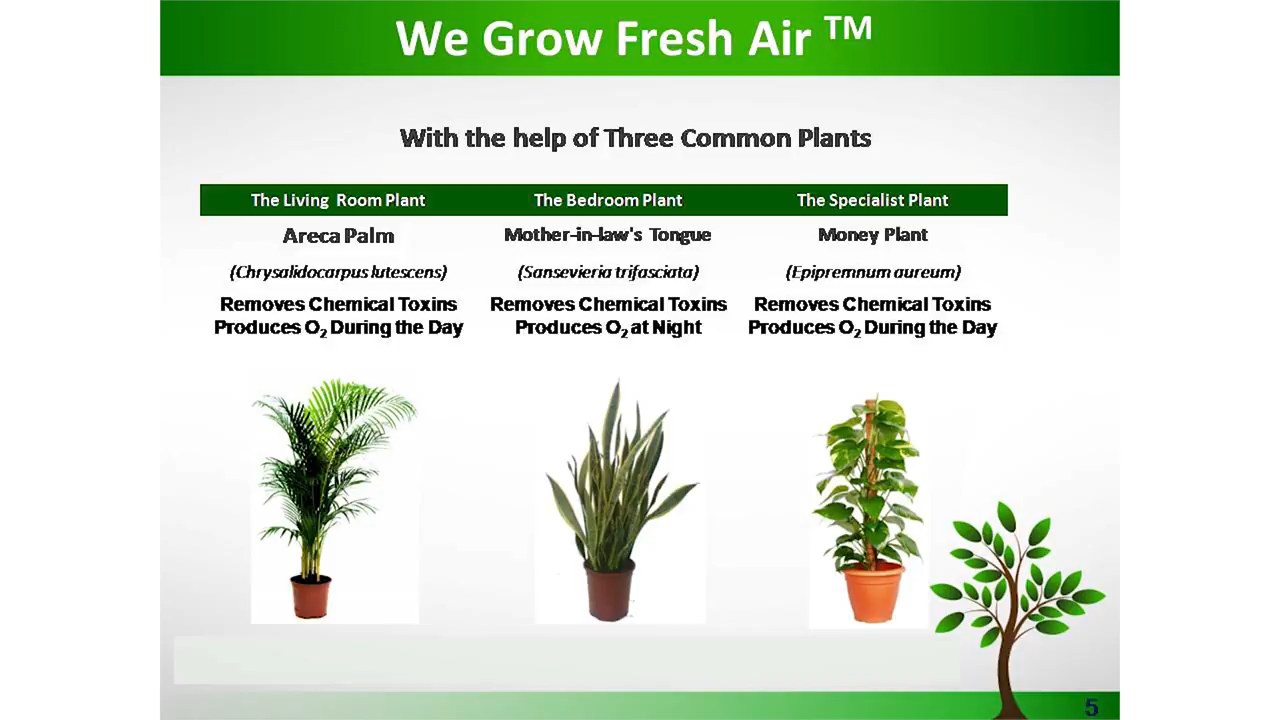 We Grow Fresh Air TM
With the help of Three Common Plants
The Living Room Plant The Bedroom Plant The Specialist Plant
Areca Palm Mother-in-law's Tongue Money Plant
(Chrysalidocarpus lutescens) (Sansevieria trifasciata) (Epipremnum aureum)
Removes Chemical Toxins Removes Chemical Toxins Removes Chemical Toxins
Produces O2 During the Day Produces O2 at Night Produces O2 During the Day
5